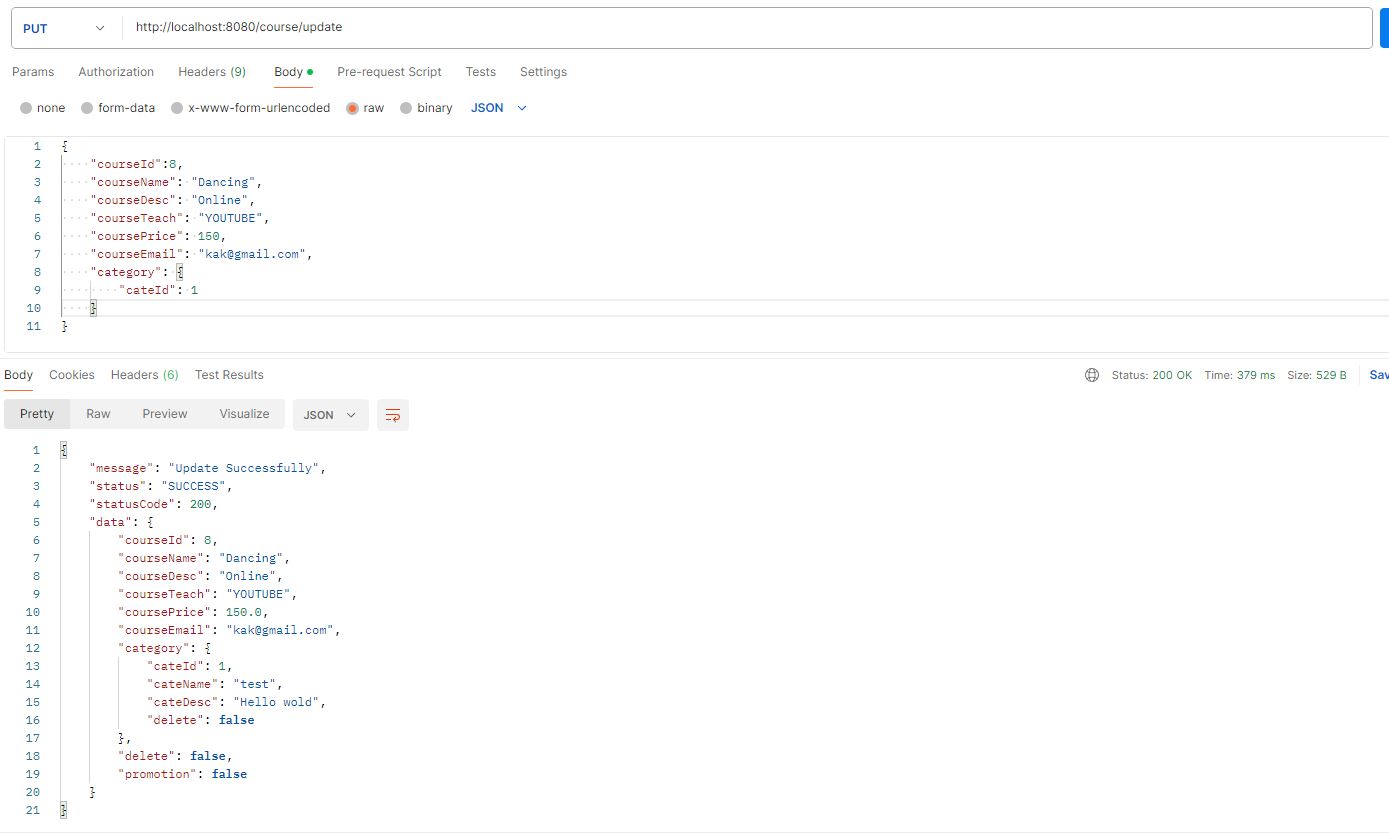 PUT http://localhost:8080/course/update
Params Authorization Headers (9) Body Pre-request Script Tests Settings
none form-data x-www-form-urlencoded raw binary JSON
1 {
2 "courseId":8,
3 "courseName": "Dancing",
4 "courseDesc": "Online",
5 "courseTeach": "YOUTUBE",
6 "coursePrice": 150,
7 "courseEmail": "kak@gmail.com",
8 "category": {
9 "cateId": 1
10 }
11 }
Body Cookies Headers (6) Test Results Status: 200 OK Time: 379 ms Size: 529 B Sav
Pretty Raw Preview Visualize JSON
1 {
2 "message": "Update Successfully",
3 "status": "SUCCESS",
4 "statusCode": 200,
5 "data": {
6 "courseId": 8,
7 "courseName": "Dancing",
8 "courseDesc": "Online",
9 "courseTeach": "YOUTUBE",
10 "coursePrice": 150.0,
11 "courseEmail": "kak@gmail.com",
12 "category": {
13 "cateId": 1,
14 "cateName": "test",
15 "cateDesc": "Hello wold",
16 "delete": false
17 },
18 "delete": false,
19 "promotion": false
20 }
21 }